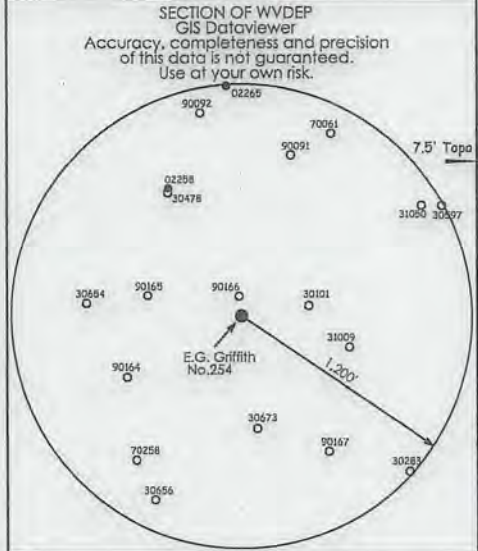 SECTION OF WVDEP
GIS Dataviewer
Accuracy, completeness and precision
of this data is not guaranteed.
Use at your own risk.
02265
90092
70061
90091
7.5' Topo
02258
30478
31050 30597
30654
90165
90166
30101
E.G. Griffith
No.254
31009
90164
1,200'
30673
70258
90167
30283
30656